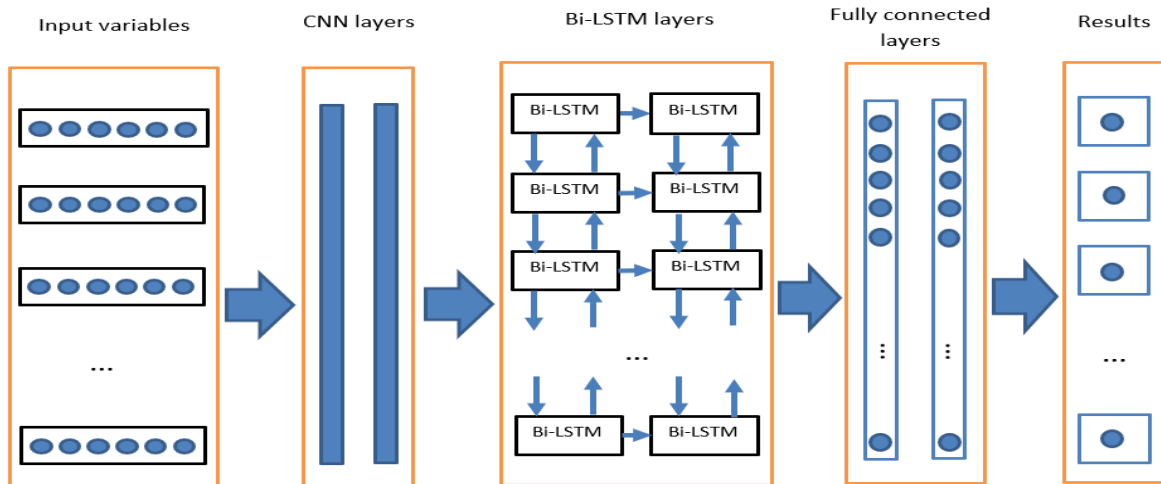 Input variables
CNN layers
Bi-LSTM layers
Fully connected
layers
Results
Bi-LSTM
Bi-LSTM
Bi-LSTM
Bi-LSTM
Bi-LSTM
Bi-LSTM
...
...
...
...
...
Bi-LSTM
Bi-LSTM